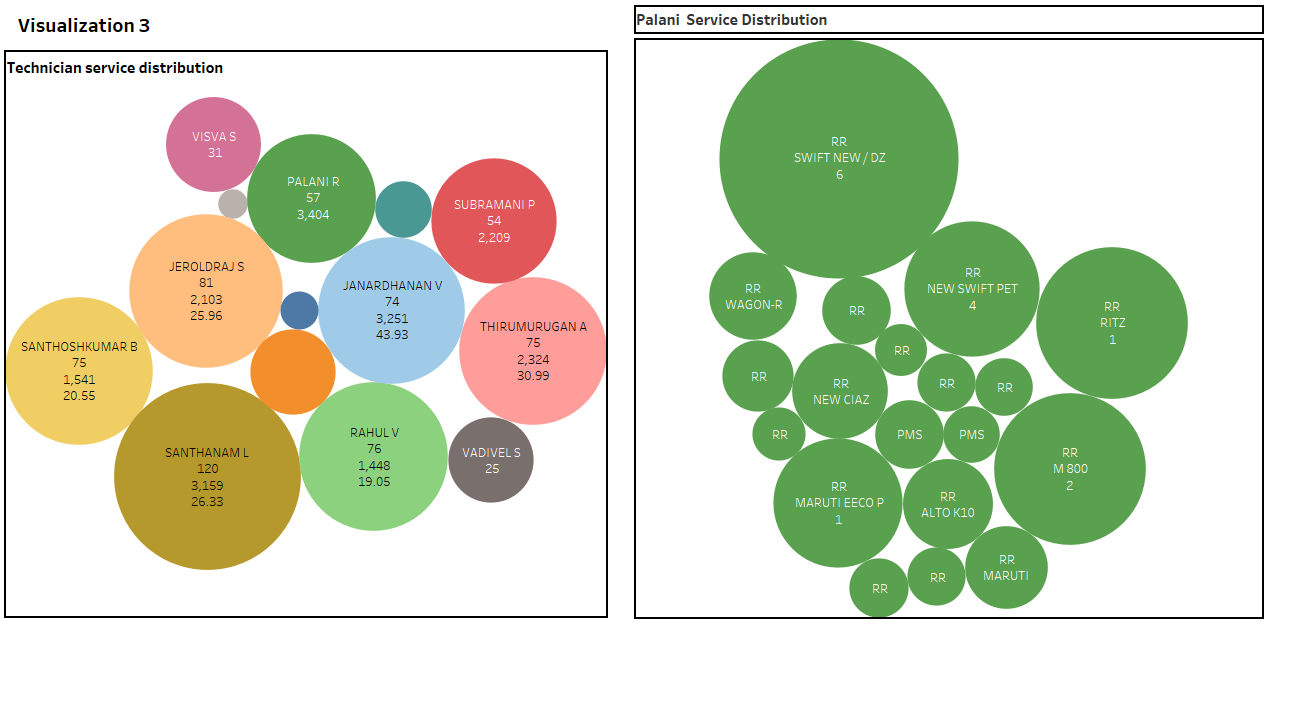 Visualization 3
Technician service distribution
VISVA S
31
PALANI R
57
3,404
SUBRAMANI P
54
2,209
JEROLDRAJ S
81
2,103
25.96
JANARDHANAN V
74
3,251
43.93
THIRUMURUGAN A
75
2,324
30.99
SANTHOSHKUMAR B
75
1,541
20.55
SANTHANAM L
120
3,159
26.33
RAHUL V
76
1,448
19.05
VADIVEL S
25
Palani Service Distribution
RR
SWIFT NEW / DZ
6
RR
NEW SWIFT PET
4
RR
WAGON-R
RR
RR
RITZ
1
RR
RR
RR
NEW CIAZ
RR
RR
RR
PMS
PMS
RR
M 800
2
RR
MARUTI EECO P
1
RR
ALTO K10
RR
MARUTI
RR
RR